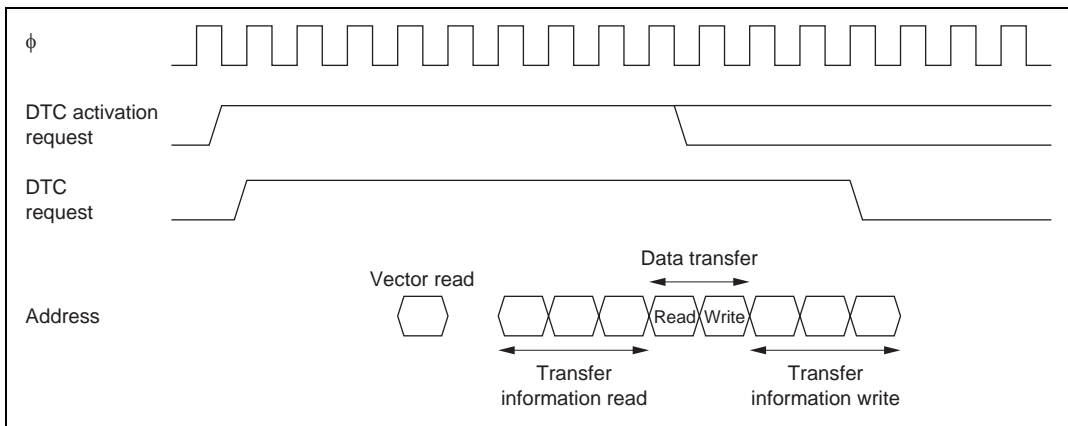 ϕ
DTC activation
request
DTC
request
Address
Vector read
Data transfer
Read Write
Transfer
information read
Transfer
information write